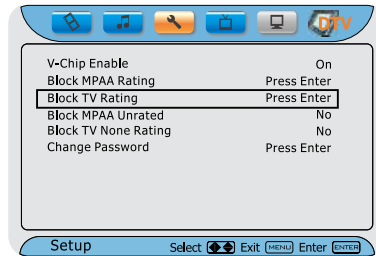 DTV
V-Chip Enable On
Block MPAA Rating Press Enter
Block TV Rating Press Enter
Block MPAA Unrated No
Block TV None Rating No
Change Password Press Enter
Setup Select Exit MENU Enter ENTER